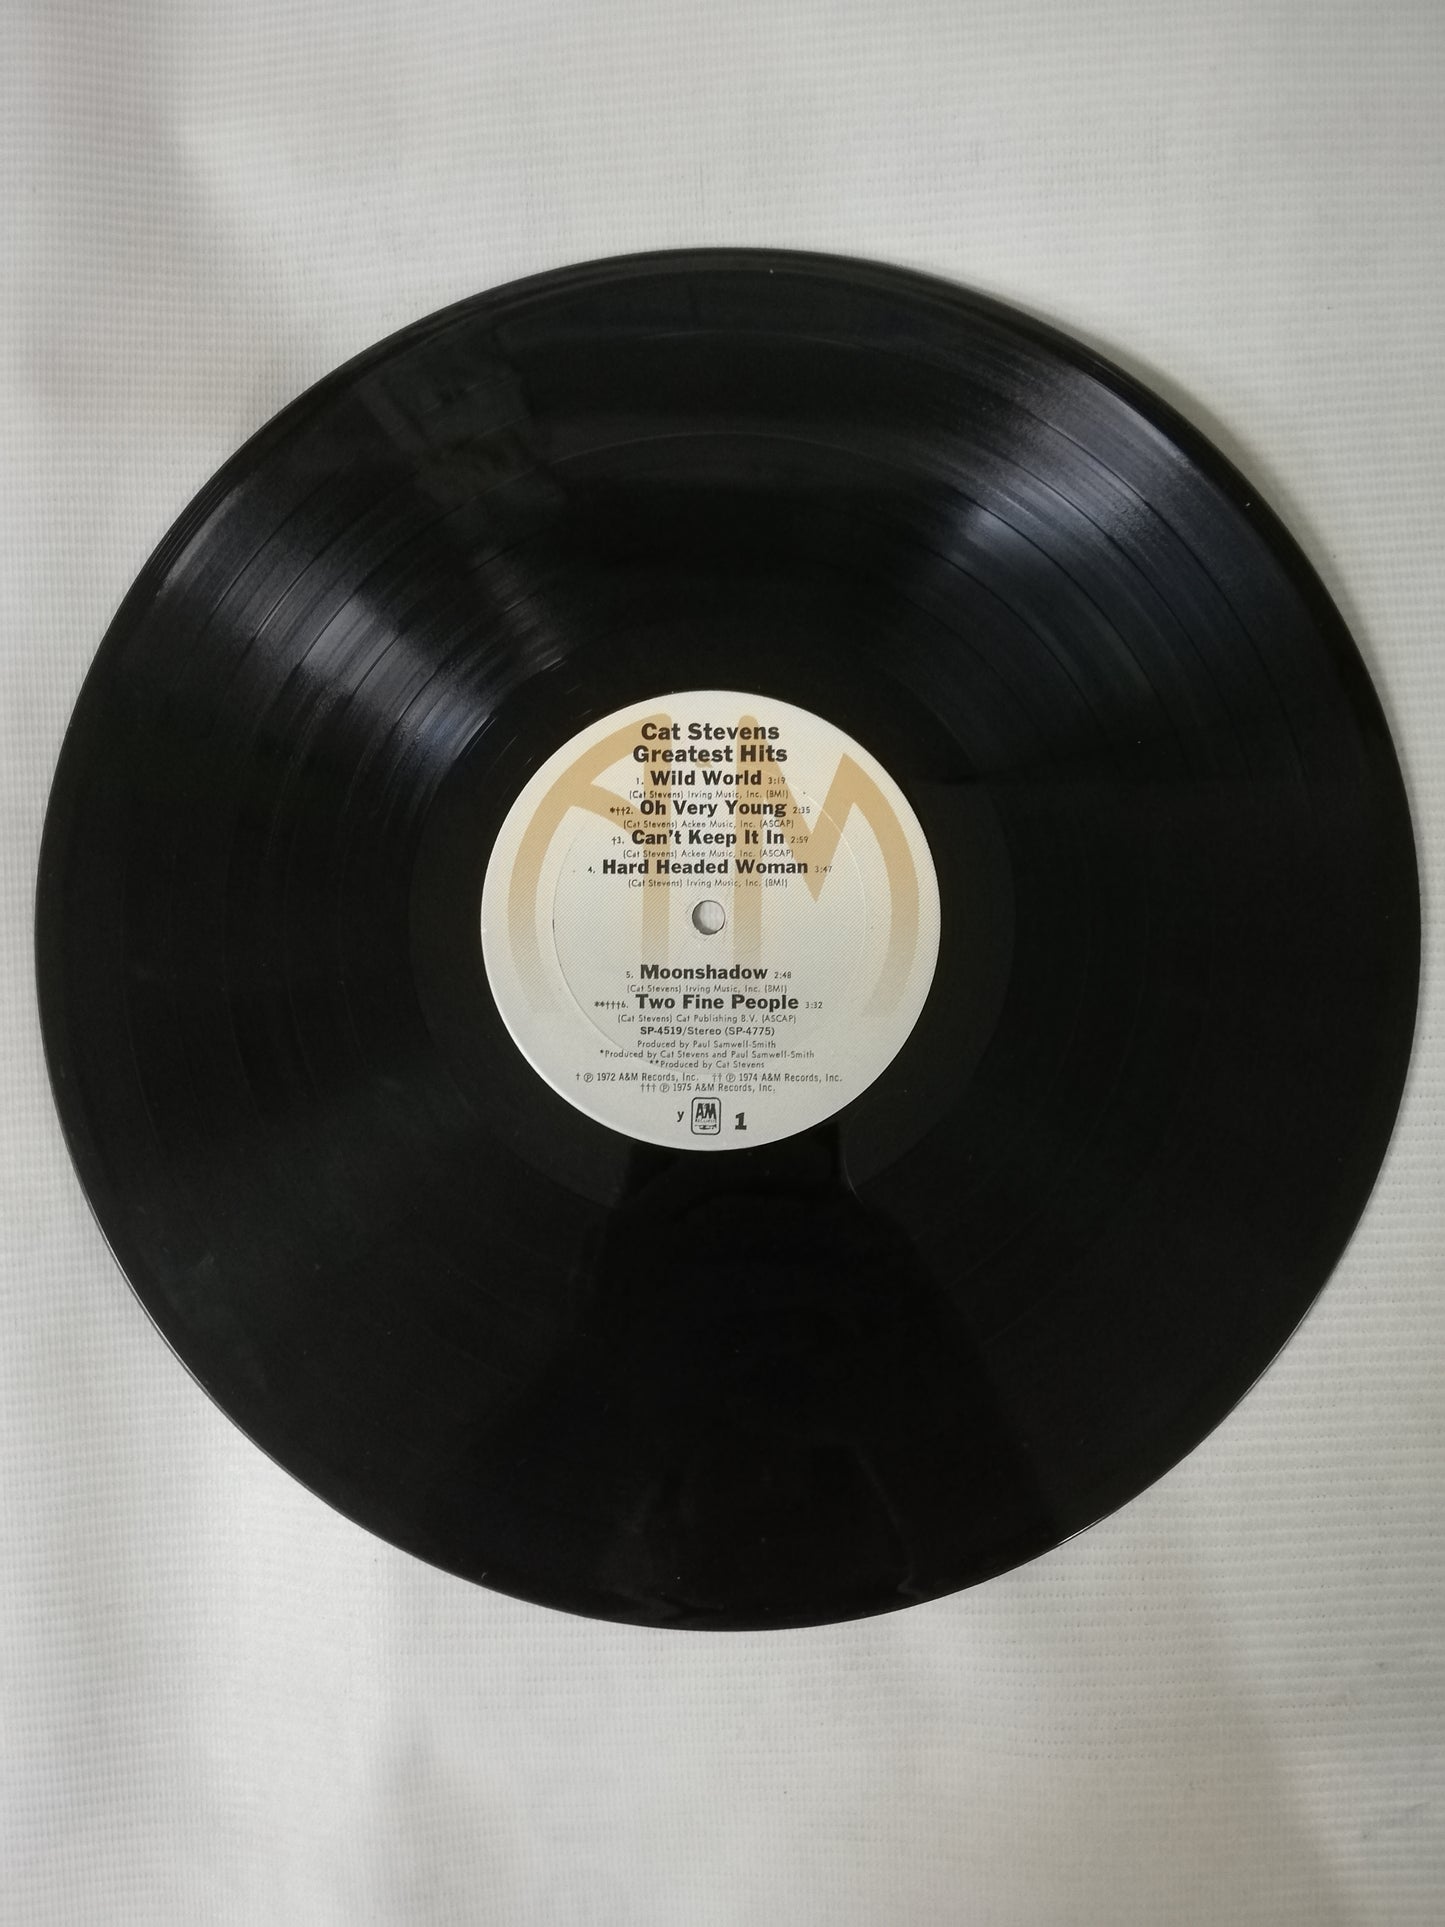 Cat Stevens
Greatest Hits
1. Wild World 3:19
(Cat Stevens) Irving Music, Inc. (BMI)
*††2. Oh Very Young 2:35
(Cat Stevens) Ackee Music, Inc. (ASCAP)
†3. Can't Keep It In 2:59
(Cat Stevens) Ackee Music, Inc. (ASCAP)
4. Hard Headed Woman 3:47
(Cat Stevens) Irving Music, Inc. (BMI)
5. Moonshadow 2:48
(Cat Stevens) Irving Music, Inc. (BMI)
**†††6. Two Fine People 3:32
(Cat Stevens) Cat Publishing B.V. (ASCAP)
SP-4519/Stereo (SP-4775)
Produced by Paul Samwell-Smith
*Produced by Cat Stevens and Paul Samwell-Smith
**Produced by Cat Stevens
† ℗ 1972 A&M Records, Inc. †† ℗ 1974 A&M Records, Inc.
††† ℗ 1975 A&M Records, Inc.
y A&M RECORDS 1